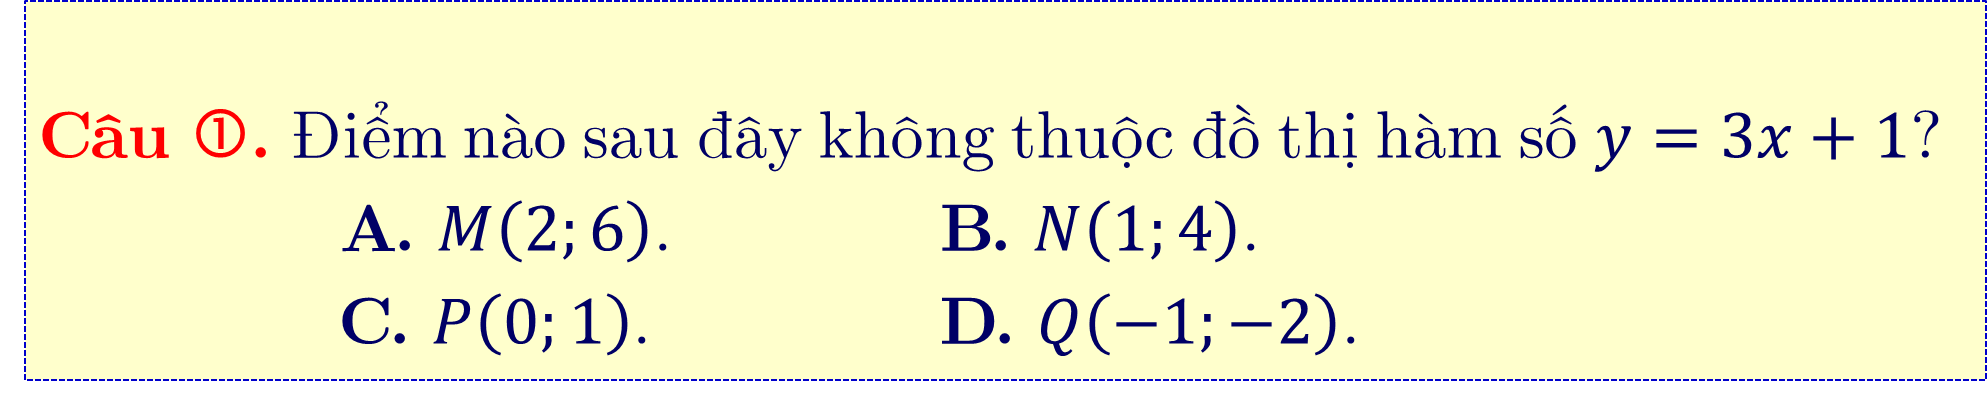 Câu ①. Điểm nào sau đây không thuộc đồ thị hàm số y = 3x + 1?
A. M(2; 6). B. N(1; 4).
C. P(0; 1). D. Q(−1; −2).